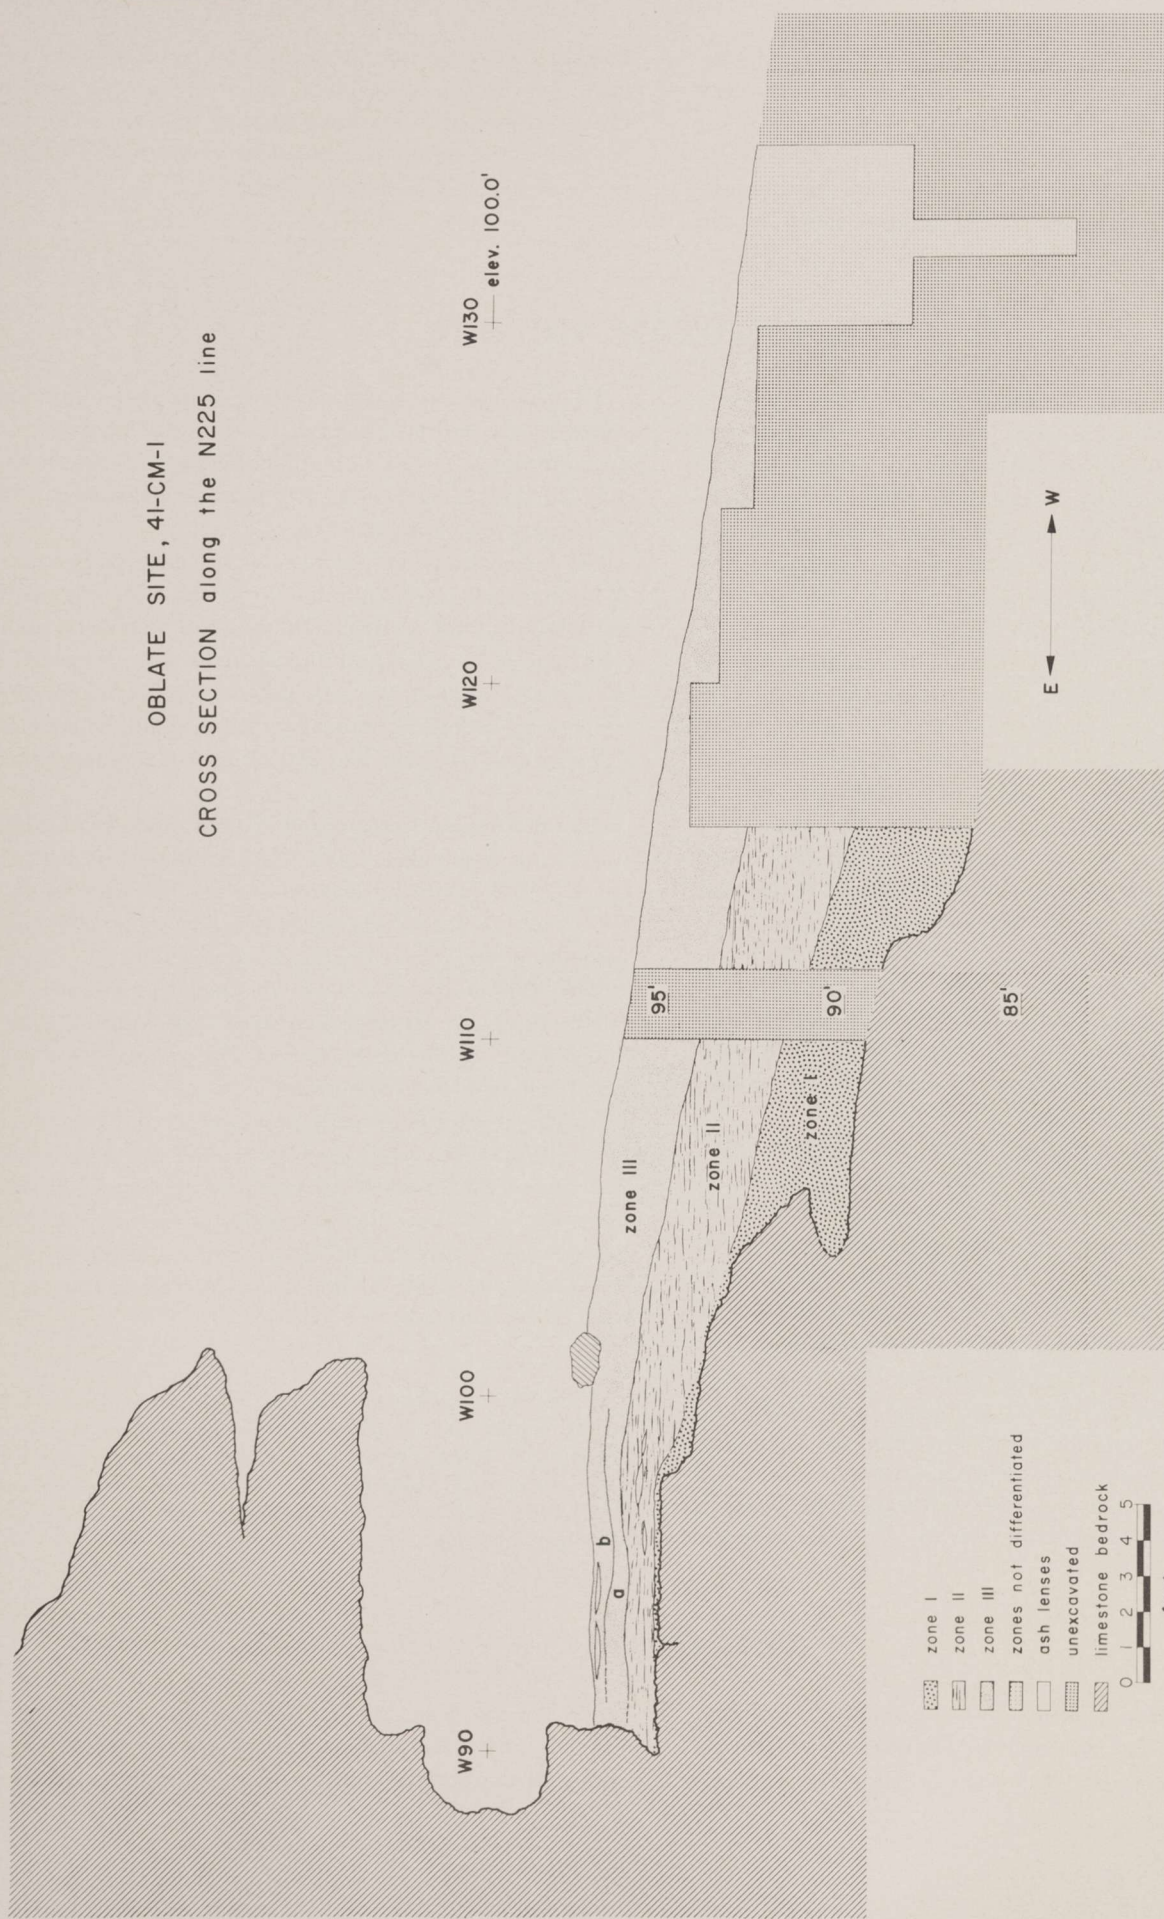 OBLATE SITE, 41-CM-1
CROSS SECTION along the N225 line
W90
W100
W110
W120
W130
elev. 100.0'
b
a
zone III
zone II
zone I
95'
90'
85'
E W
zone I
zone II
zone III
zones not differentiated
ash lenses
unexcavated
limestone bedrock
0 1 2 3 4 5